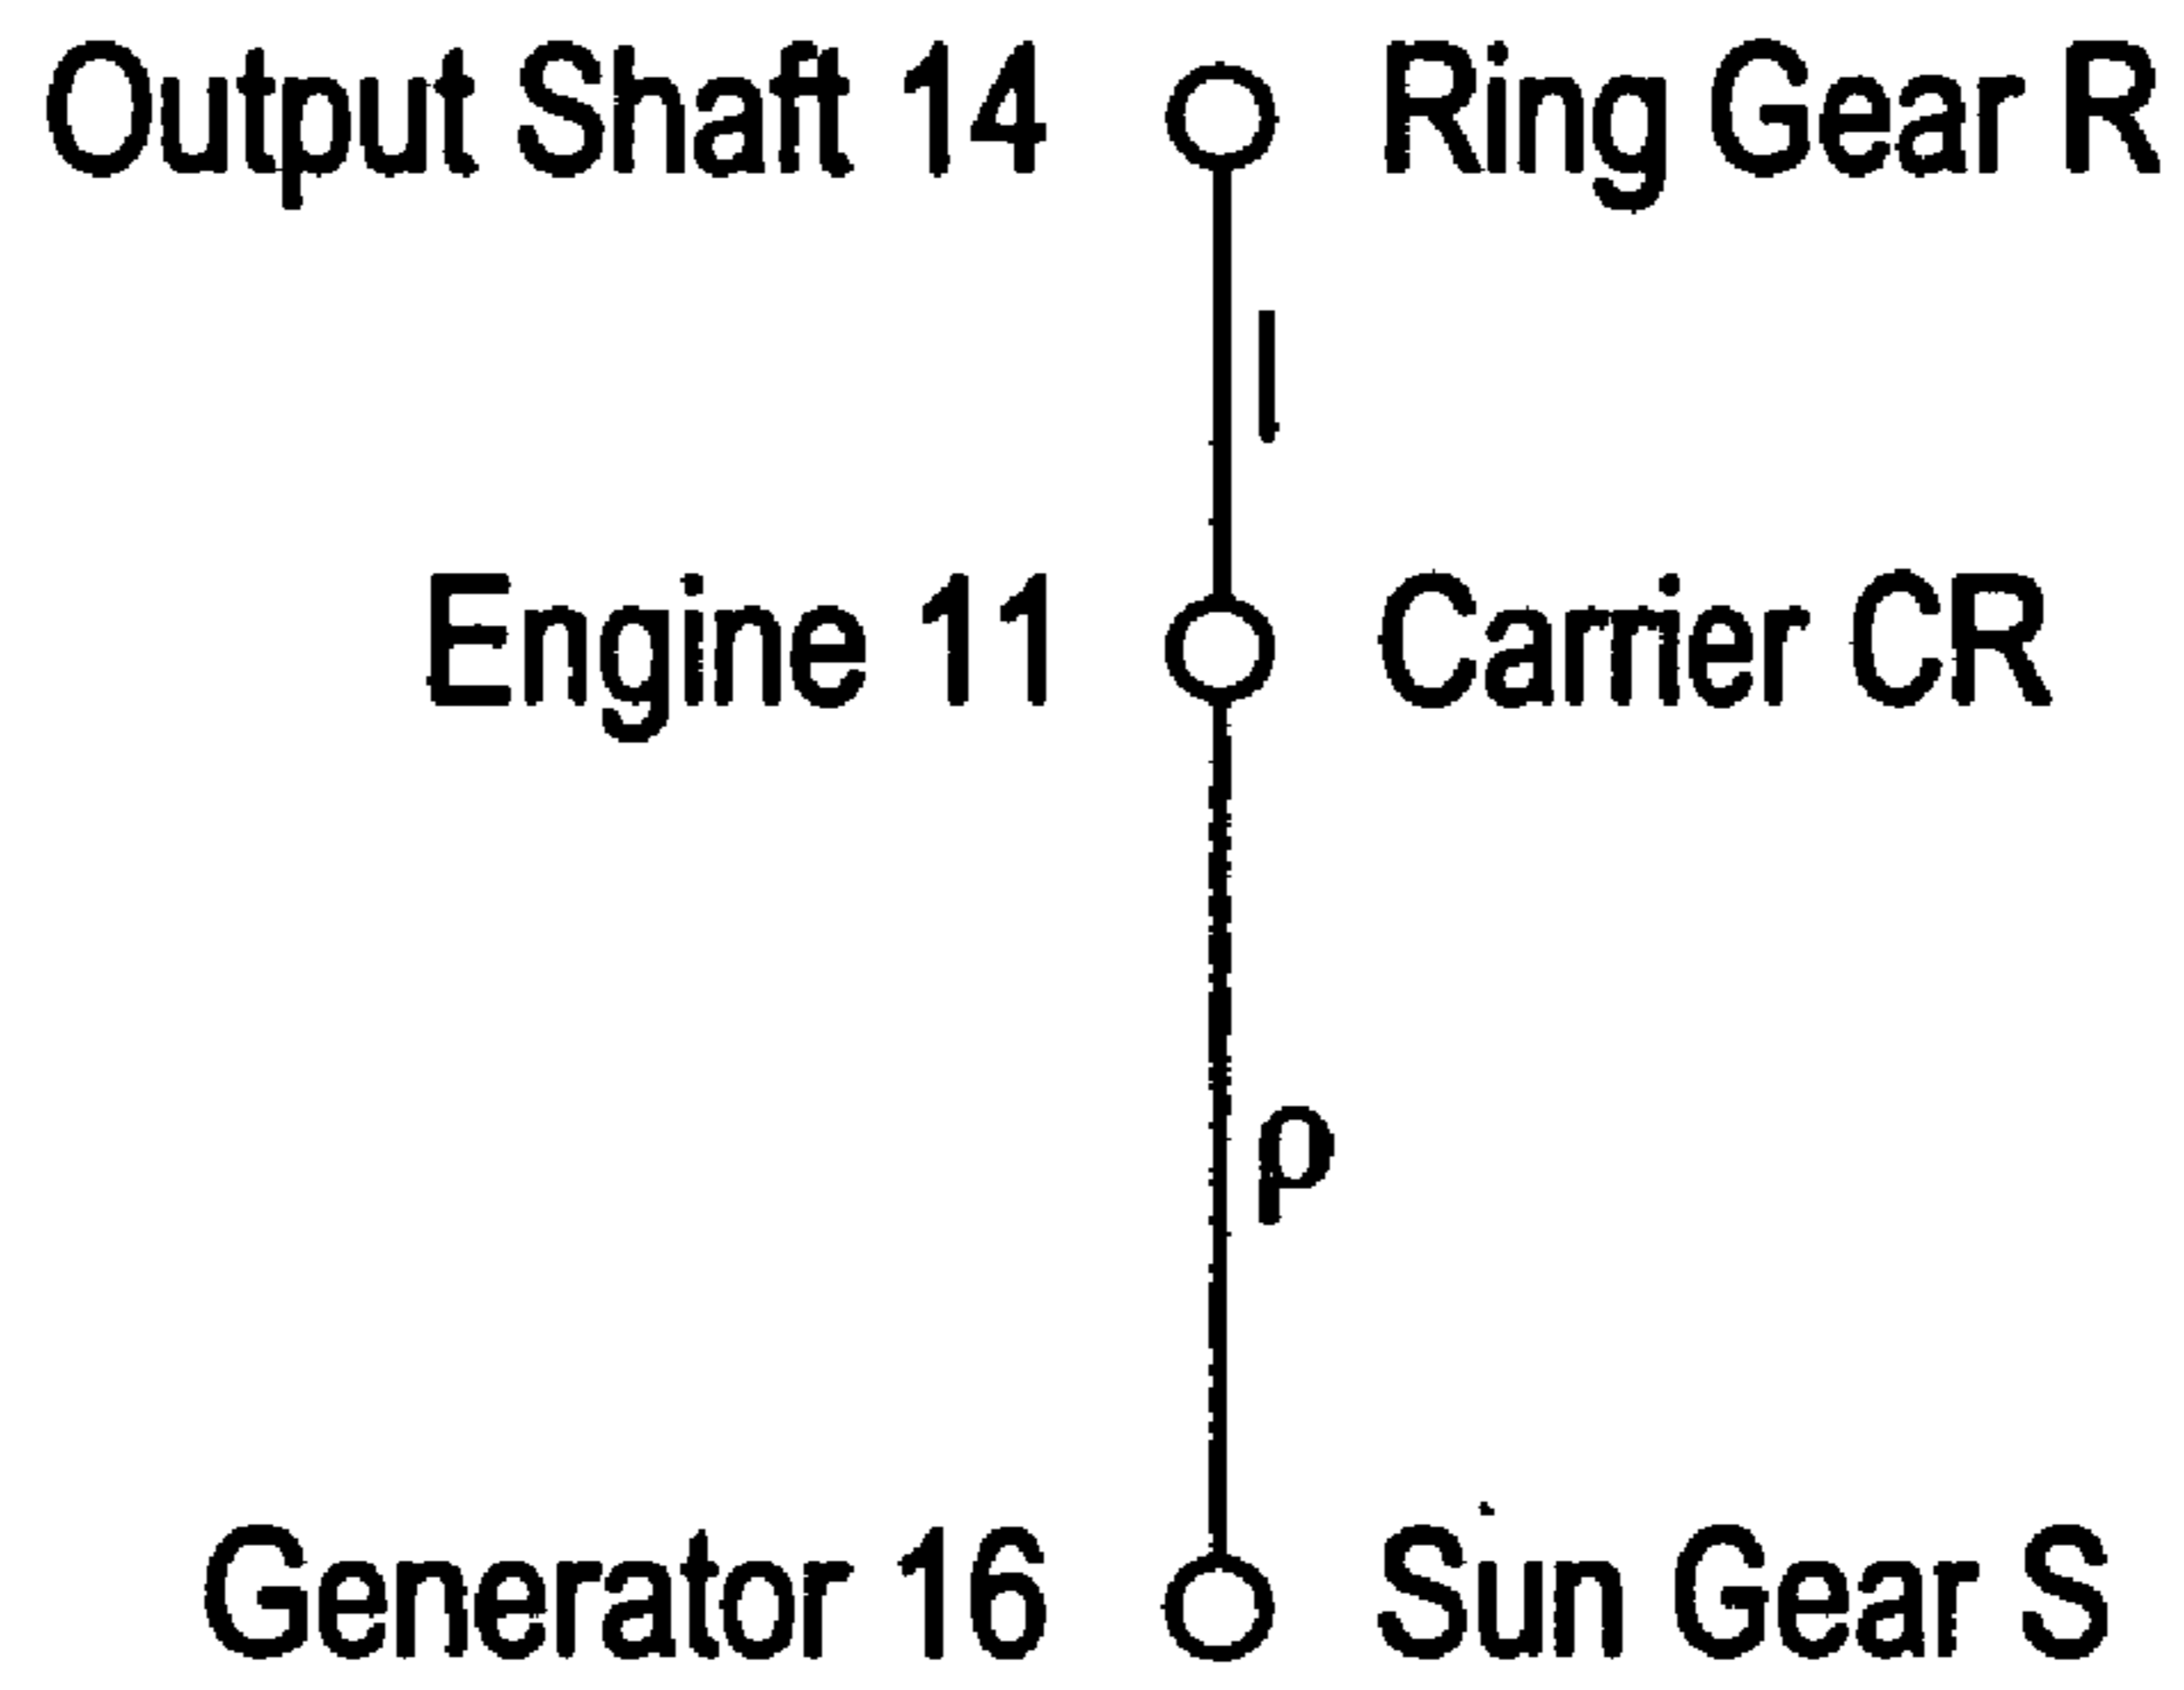 Output Shaft 14 Ring Gear R
l
Engine 11 Carrier CR
ρ
Generator 16 Sun Gear S